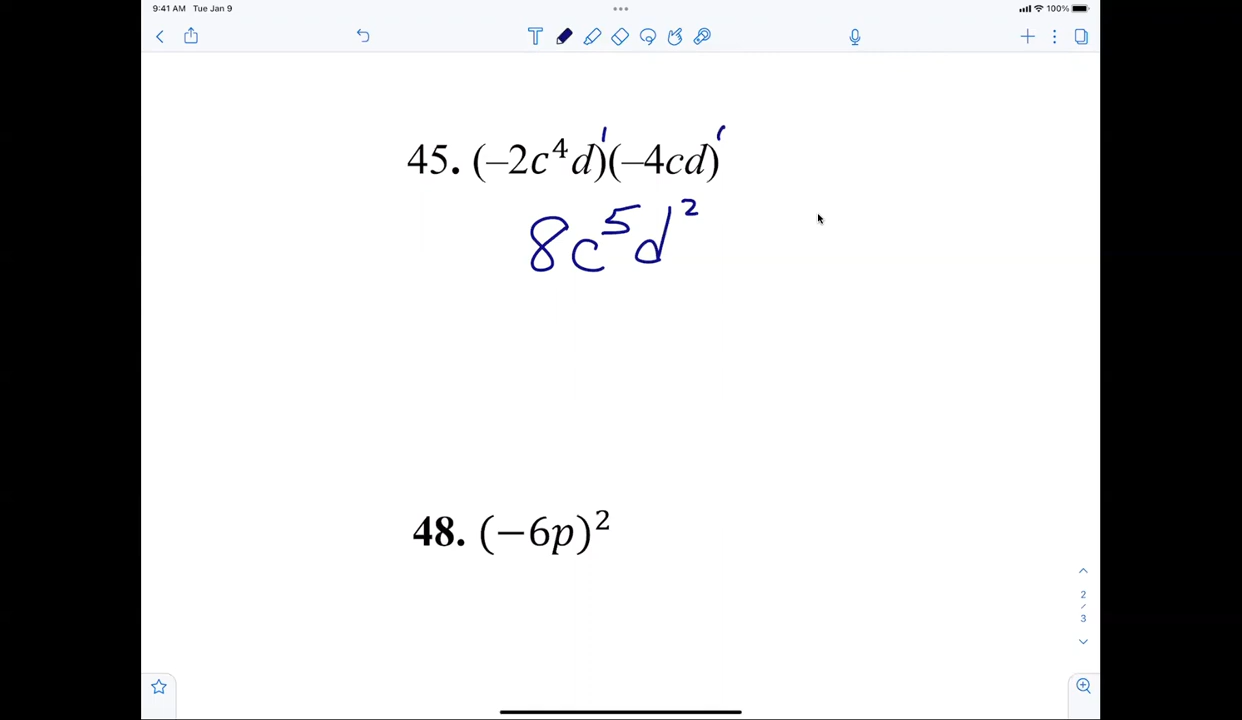 9:41 AM Tue Jan 9 100%
45. (–2c⁴d)¹(–4cd)¹
8c⁵d²
48. (−6p)²
2
/
3